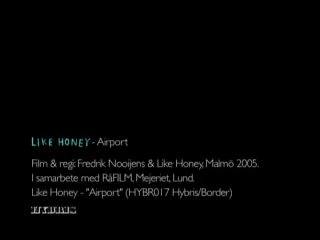 LIKE HONEY - Airport
Film & regi: Fredrik Nooijens & Like Honey, Malmö 2005.
I samarbete med RåFILM, Mejeriet, Lund.
Like Honey - "Airport" (HYBR017 Hybris/Border)